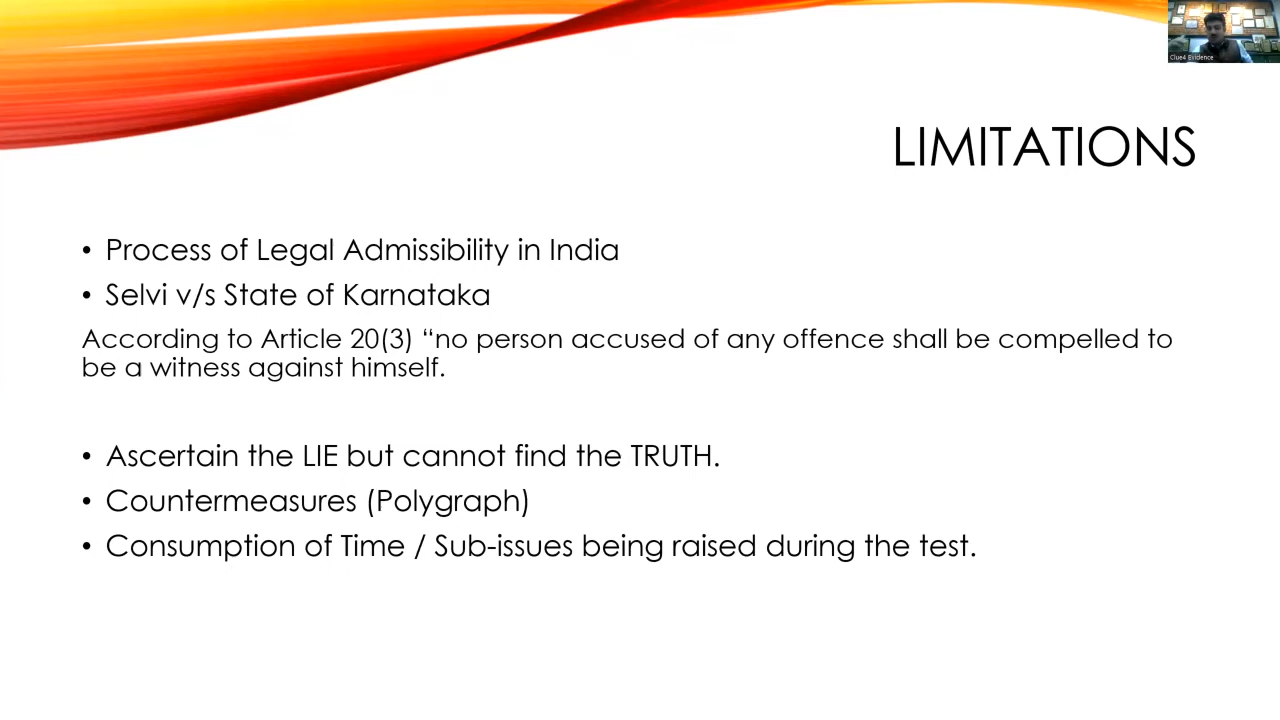 Clue4 Evidence
LIMITATIONS
• Process of Legal Admissibility in India
• Selvi v/s State of Karnataka
According to Article 20(3) “no person accused of any offence shall be compelled to
be a witness against himself.
• Ascertain the LIE but cannot find the TRUTH.
• Countermeasures (Polygraph)
• Consumption of Time / Sub-issues being raised during the test.